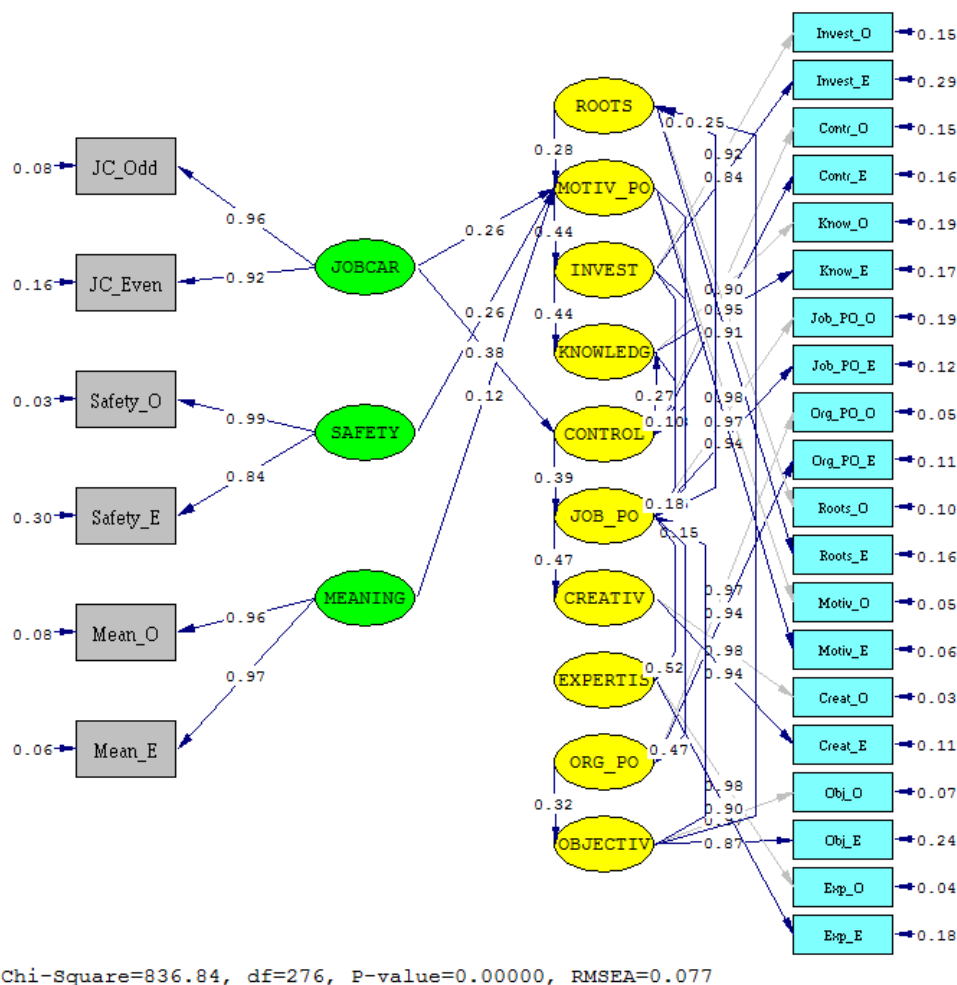 Invest_O
0.15
Invest_E
0.29
Contr_O
0.15
Contr_E
0.16
Know_O
0.19
Know_E
0.17
Job_PO_O
0.19
Job_PO_E
0.12
Org_PO_O
0.05
Org_PO_E
0.11
Roots_O
0.10
Roots_E
0.16
Motiv_O
0.05
Motiv_E
0.06
Creat_O
0.03
Creat_E
0.11
Obj_O
0.07
Obj_E
0.24
Exp_O
0.04
Exp_E
0.18
0.08
JC_Odd
0.16
JC_Even
0.03
Safety_O
0.30
Safety_E
0.08
Mean_O
0.06
Mean_E
0.96
0.92
0.99
0.84
0.96
0.97
JOBCAR
SAFETY
MEANING
0.26
0.26
0.38
0.12
ROOTS
0.28
MOTIV_PO
0.44
INVEST
0.44
KNOWLEDG
0.27
0.10
CONTROL
0.39
JOB_PO
0.47
CREATIV
EXPERTIS
ORG_PO
0.32
OBJECTIV
0.25
0.92
0.84
0.90
0.95
0.91
0.98
0.97
0.94
0.18
0.15
0.97
0.94
0.98
0.94
0.52
0.47
0.98
0.90
0.87
Chi-Square=836.84, df=276, P-value=0.00000, RMSEA=0.077